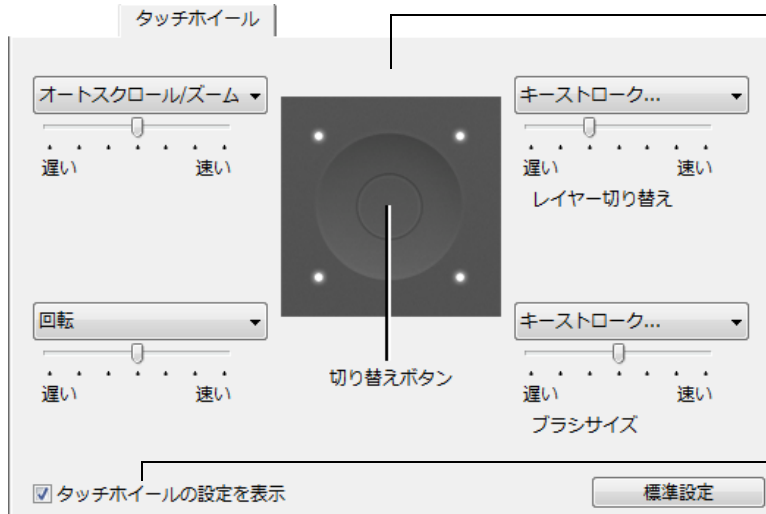 タッチホイール
オートスクロール/ズーム
遅い 速い
キーストローク...
遅い 速い
レイヤー切り替え
回転
遅い 速い
切り替えボタン
キーストローク...
遅い 速い
ブラシサイズ
タッチホイールの設定を表示
標準設定